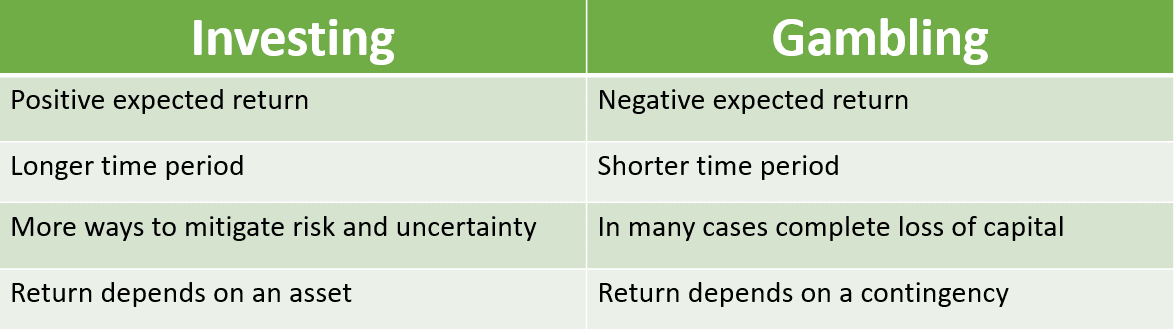 Investing Gambling
Positive expected return Negative expected return
Longer time period Shorter time period
More ways to mitigate risk and uncertainty In many cases complete loss of capital
Return depends on an asset Return depends on a contingency